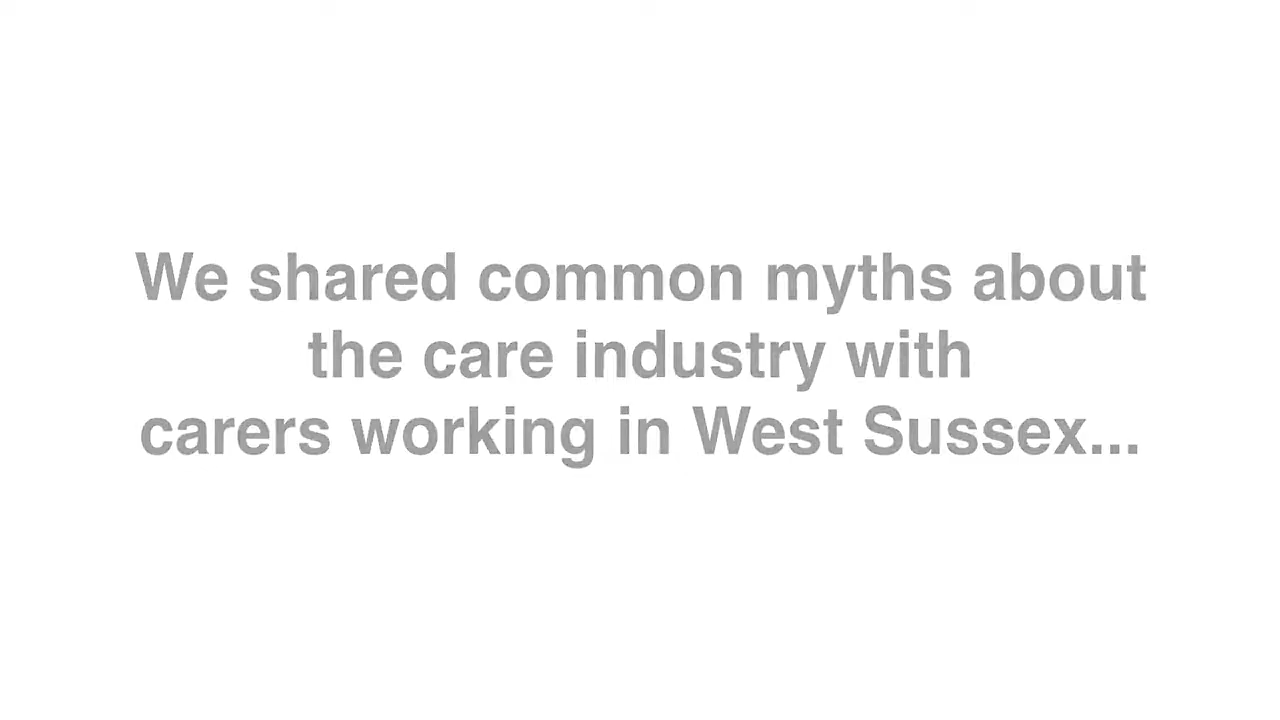 We shared common myths about
the care industry with
carers working in West Sussex...